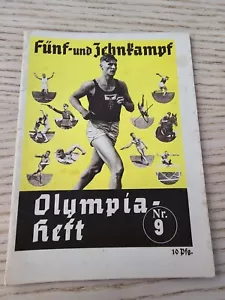 Fünf- und Zehnkampf
Olympia-
Heft
Nr.
9
10 Pfg.